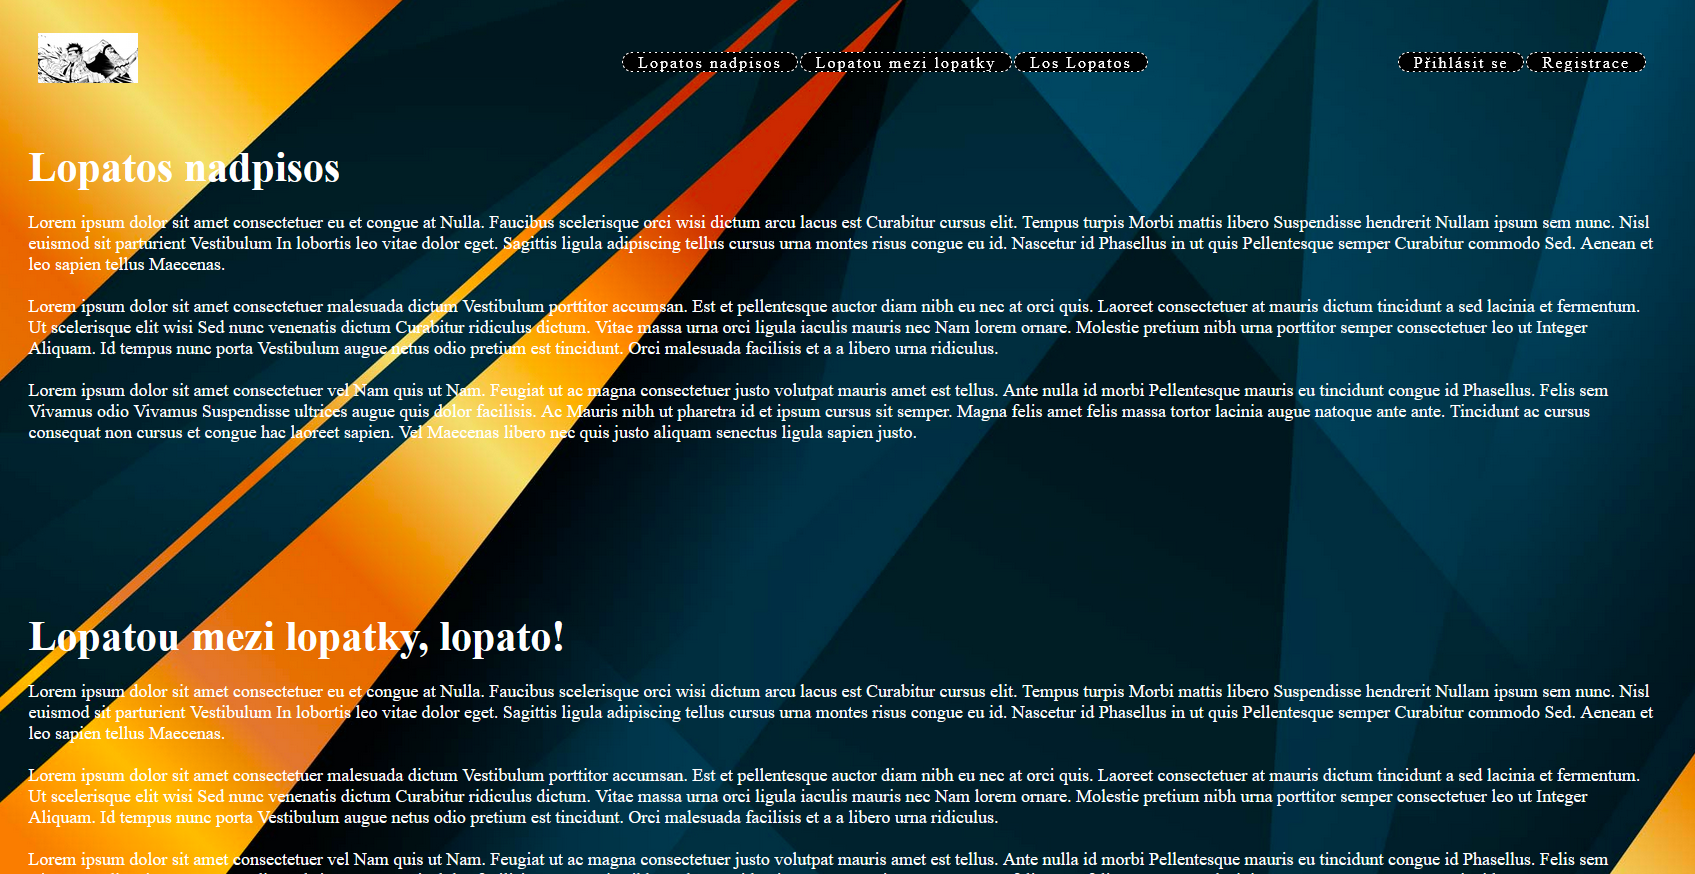 Lopatos nadpisos Lopatou mezi lopatky Los Lopatos Přihlásit se Registrace
Lopatos nadpisos
Lorem ipsum dolor sit amet consectetuer eu et congue at Nulla. Faucibus scelerisque orci wisi dictum arcu lacus est Curabitur cursus elit. Tempus turpis Morbi mattis libero Suspendisse hendrerit Nullam ipsum sem nunc. Nisl
euismod sit parturient Vestibulum In lobortis leo vitae dolor eget. Sagittis ligula adipiscing tellus cursus urna montes risus congue eu id. Nascetur id Phasellus in ut quis Pellentesque semper Curabitur commodo Sed. Aenean et
leo sapien tellus Maecenas.
Lorem ipsum dolor sit amet consectetuer malesuada dictum Vestibulum porttitor accumsan. Est et pellentesque auctor diam nibh eu nec at orci quis. Laoreet consectetuer at mauris dictum tincidunt a sed lacinia et fermentum.
Ut scelerisque elit wisi Sed nunc venenatis dictum Curabitur ridiculus dictum. Vitae massa urna orci ligula iaculis mauris nec Nam lorem ornare. Molestie pretium nibh urna porttitor semper consectetuer leo ut Integer
Aliquam. Id tempus nunc porta Vestibulum augue netus odio pretium est tincidunt. Orci malesuada facilisis et a a libero urna ridiculus.
Lorem ipsum dolor sit amet consectetuer vel Nam quis ut Nam. Feugiat ut ac magna consectetuer justo volutpat mauris amet est tellus. Ante nulla id morbi Pellentesque mauris eu tincidunt congue id Phasellus. Felis sem
Vivamus odio Vivamus Suspendisse ultrices augue quis dolor facilisis. Ac Mauris nibh ut pharetra id et ipsum cursus sit semper. Magna felis amet felis massa tortor lacinia augue natoque ante ante. Tincidunt ac cursus
consequat non cursus et congue hac laoreet sapien. Vel Maecenas libero nec quis justo aliquam senectus ligula sapien justo.
Lopatou mezi lopatky, lopato!
Lorem ipsum dolor sit amet consectetuer eu et congue at Nulla. Faucibus scelerisque orci wisi dictum arcu lacus est Curabitur cursus elit. Tempus turpis Morbi mattis libero Suspendisse hendrerit Nullam ipsum sem nunc. Nisl
euismod sit parturient Vestibulum In lobortis leo vitae dolor eget. Sagittis ligula adipiscing tellus cursus urna montes risus congue eu id. Nascetur id Phasellus in ut quis Pellentesque semper Curabitur commodo Sed. Aenean et
leo sapien tellus Maecenas.
Lorem ipsum dolor sit amet consectetuer malesuada dictum Vestibulum porttitor accumsan. Est et pellentesque auctor diam nibh eu nec at orci quis. Laoreet consectetuer at mauris dictum tincidunt a sed lacinia et fermentum.
Ut scelerisque elit wisi Sed nunc venenatis dictum Curabitur ridiculus dictum. Vitae massa urna orci ligula iaculis mauris nec Nam lorem ornare. Molestie pretium nibh urna porttitor semper consectetuer leo ut Integer
Aliquam. Id tempus nunc porta Vestibulum augue netus odio pretium est tincidunt. Orci malesuada facilisis et a a libero urna ridiculus.
Lorem ipsum dolor sit amet consectetuer vel Nam quis ut Nam. Feugiat ut ac magna consectetuer justo volutpat mauris amet est tellus. Ante nulla id morbi Pellentesque mauris eu tincidunt congue id Phasellus. Felis sem